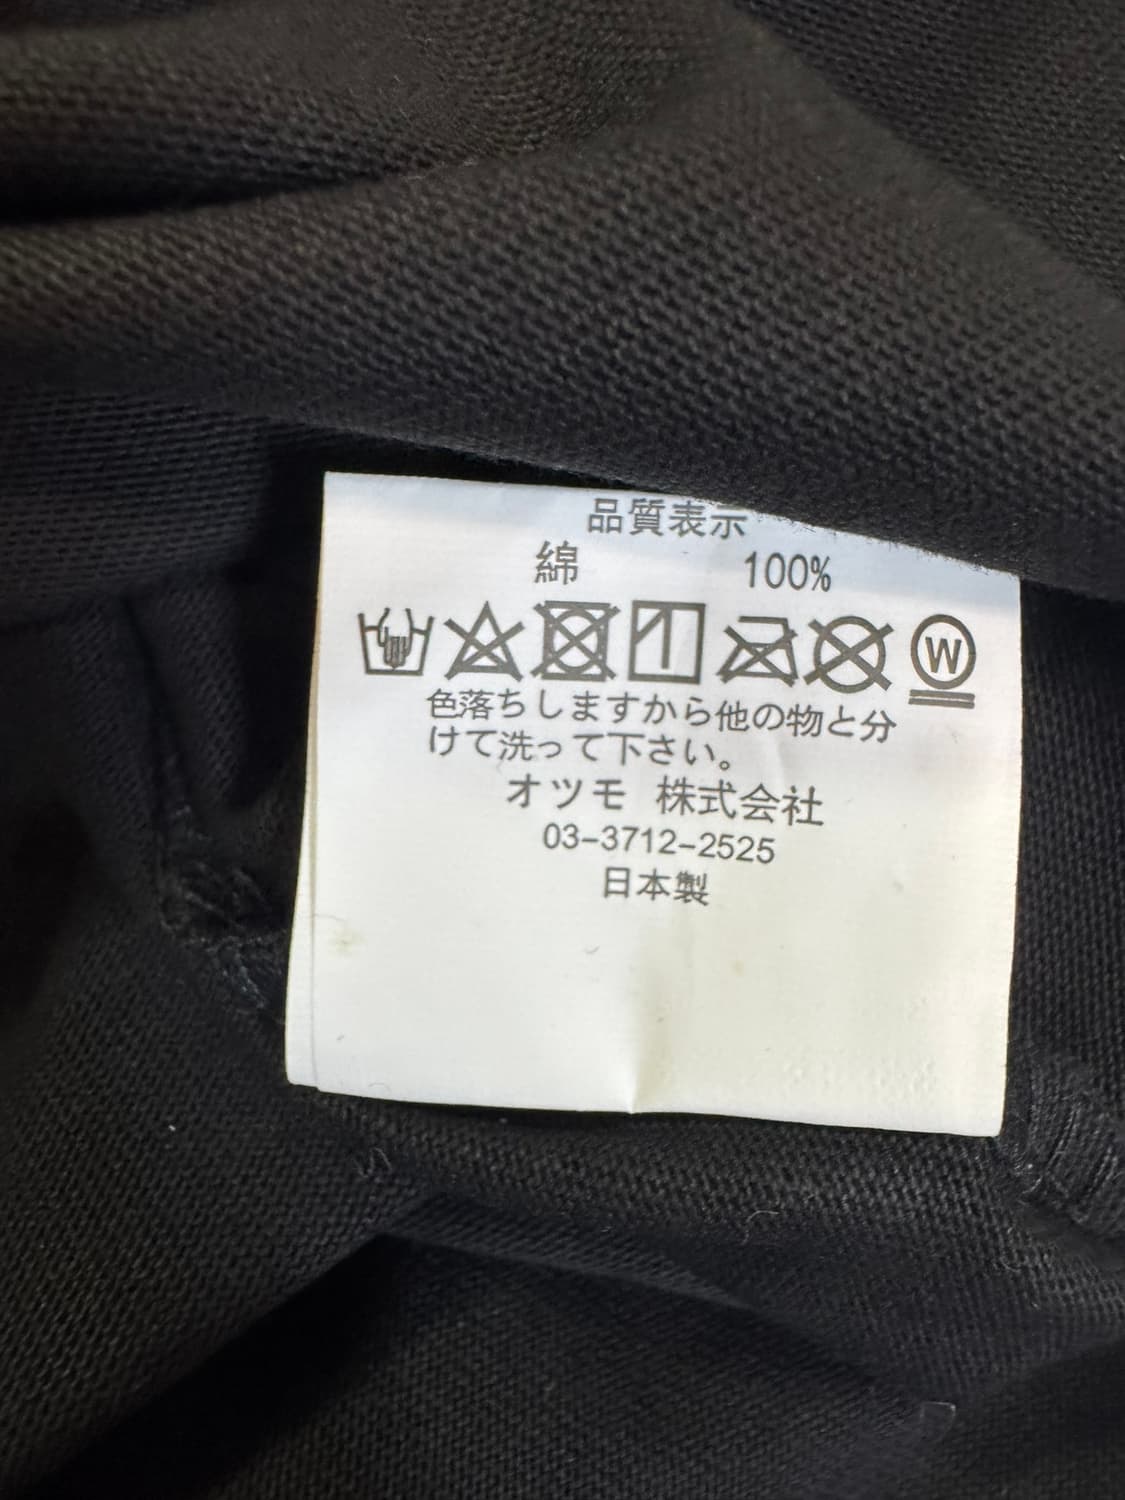 品質表示
綿 100%
W
色落ちしますから他の物と分
けて洗って下さい。
オツモ 株式会社
03-3712-2525
日本製